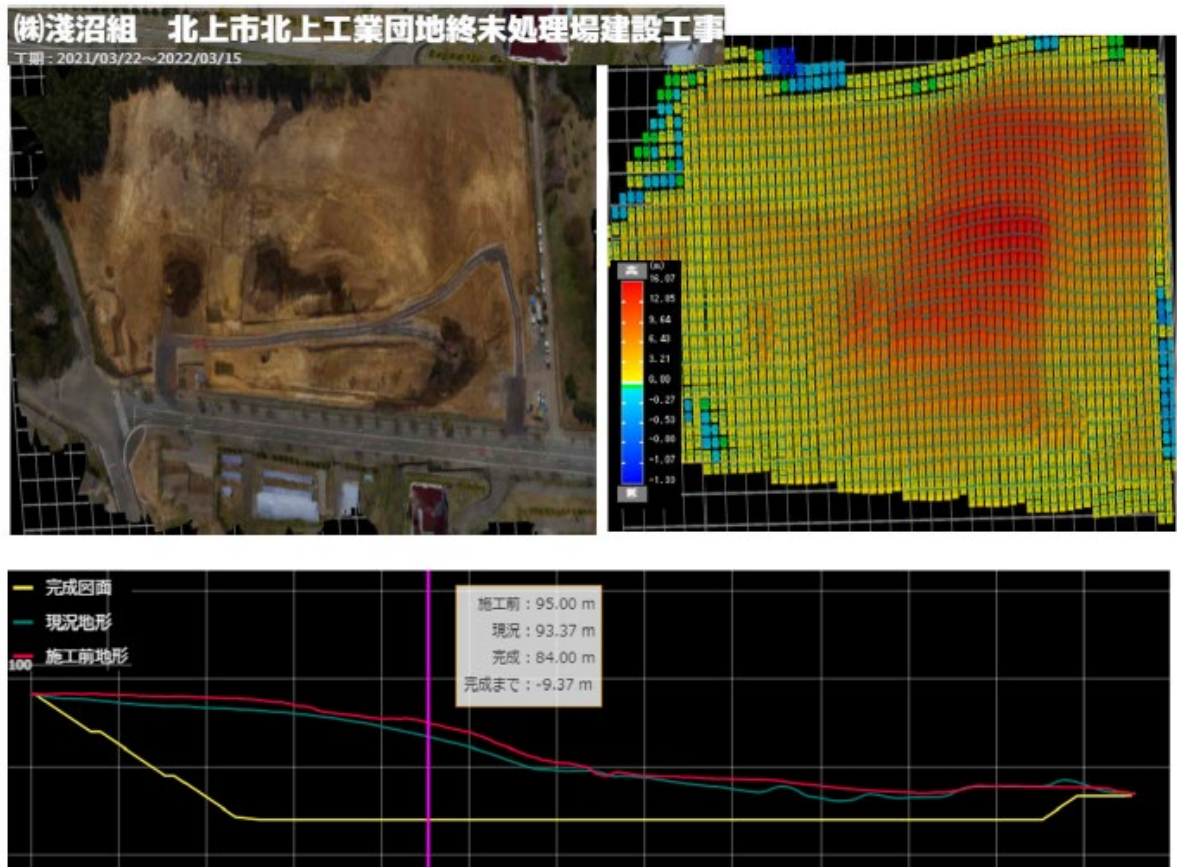 ㈱淺沼組 北上市北上工業団地終末処理場建設工事
工期：2021/03/22～2022/03/15
高
(m)
16.07
12.85
9.64
6.43
3.21
0.00
-0.27
-0.53
-0.80
-1.07
-1.33
完成図面
現況地形
施工前地形
100
施工前：95.00 m
現況：93.37 m
完成：84.00 m
完成まで：-9.37 m